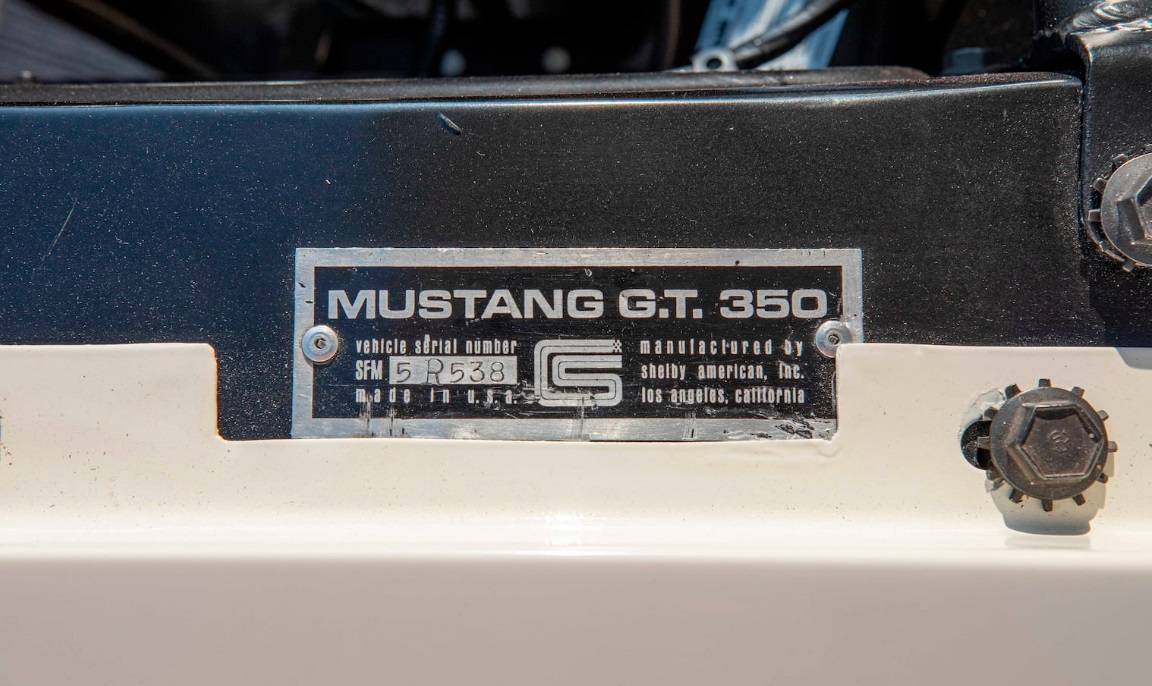 MUSTANG G.T. 350
vehicle serial number
SFM 5R538
made in u.s.a.
manufactured by
shelby american, inc.
los angeles, california